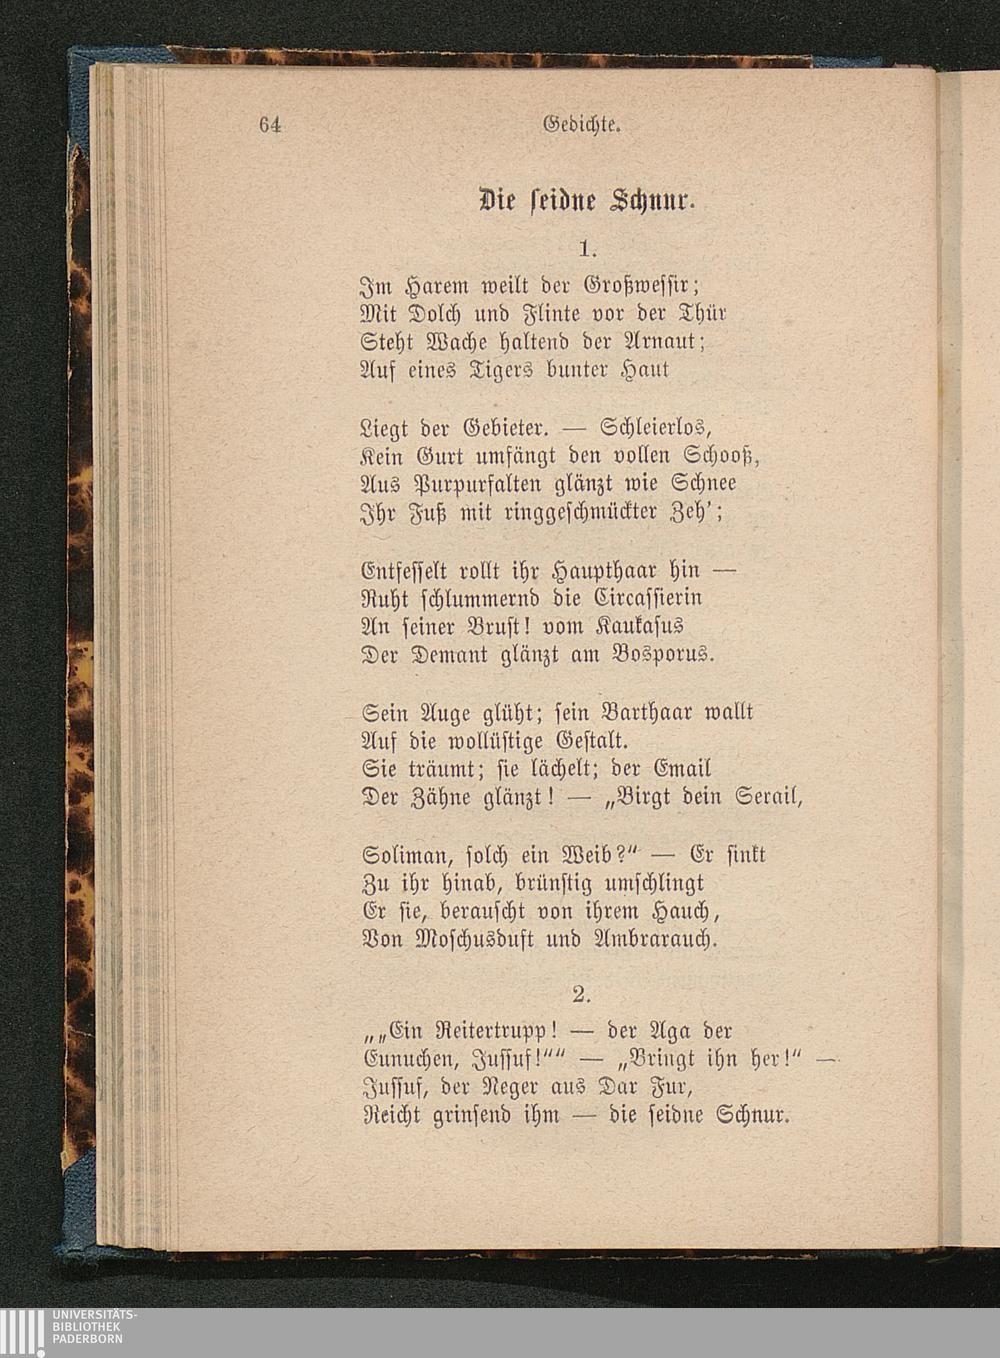 64
Gedichte.
Die seidne Schnur.
1.
Im Harem weilt der Großwessir;
Mit Dolch und Flinte vor der Thür
Steht Wache haltend der Arnaut;
Auf eines Tigers bunter Haut
Liegt der Gebieter. — Schleierlos,
Kein Gurt umfängt den vollen Schooß,
Aus Purpurfalten glänzt wie Schnee
Ihr Fuß mit ringgeschmückter Zeh';
Entfesselt rollt ihr Haupthaar hin —
Ruht schlummernd die Circassierin
An seiner Brust! vom Kaukasus
Der Demant glänzt am Bosporus.
Sein Auge glüht; sein Barthaar wallt
Auf die wollüstige Gestalt.
Sie träumt; sie lächelt; der Email
Der Zähne glänzt! — „Birgt dein Serail,
Soliman, solch ein Weib?“ — Er sinkt
Zu ihr hinab, brünstig umschlingt
Er sie, berauscht von ihrem Hauch,
Von Moschusduft und Ambrarauch.
2.
„„Ein Reitertrupp! — der Aga der
Eunuchen, Jussuf!““ — „Bringt ihn her!“ —
Jussuf, der Neger aus Dar Fur,
Reicht grinsend ihm — die seidne Schnur.
UNIVERSITÄTS-
BIBLIOTHEK
PADERBORN